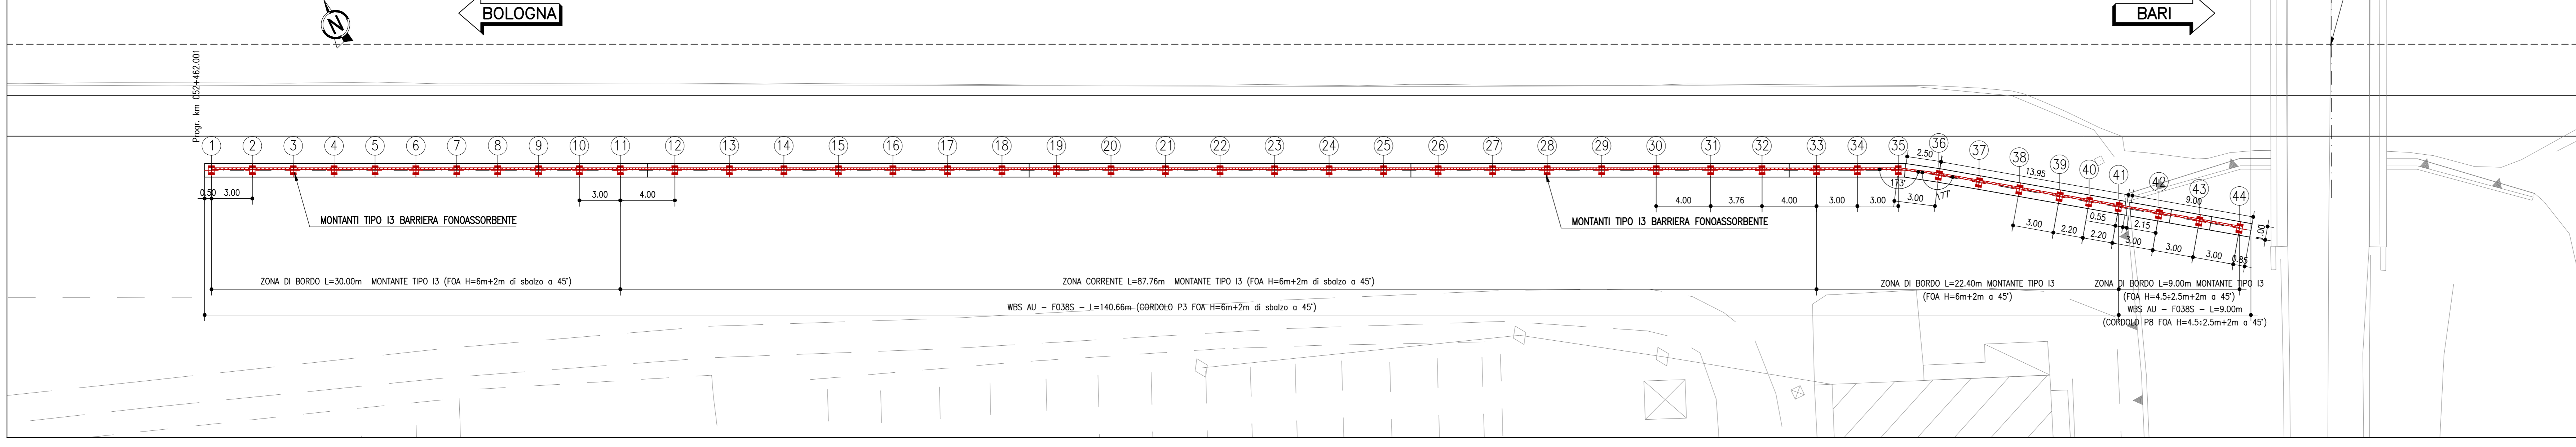 N
BOLOGNA
BARI
Progr. km 052+462.001
1 2 3 4 5 6 7 8 9 10 11 12 13 14 15 16 17 18 19 20 21 22 23 24 25 26 27 28 29 30 31 32 33 34 35 36 37 38 39 40 41 42 43 44
2.50
13.95
9.00
173°
177°
0.50 3.00
3.00 4.00
4.00 3.76 4.00 3.00 3.00
3.00
3.00 2.20 2.20 3.00 3.00 3.00 0.85
0.55
2.15
1.00
MONTANTI TIPO I3 BARRIERA FONOASSORBENTE
MONTANTI TIPO I3 BARRIERA FONOASSORBENTE
ZONA DI BORDO L=30.00m MONTANTE TIPO I3 (FOA H=6m+2m di sbalzo a 45°)
ZONA CORRENTE L=87.76m MONTANTE TIPO I3 (FOA H=6m+2m di sbalzo a 45°)
ZONA DI BORDO L=22.40m MONTANTE TIPO I3
(FOA H=6m+2m a 45°)
ZONA DI BORDO L=9.00m MONTANTE TIPO I3
(FOA H=4.5÷2.5m+2m a 45°)
WBS AU - F038S - L=140.66m (CORDOLO P3 FOA H=6m+2m di sbalzo a 45°)
WBS AU - F038S - L=9.00m
(CORDOLO P8 FOA H=4.5÷2.5m+2m a 45°)